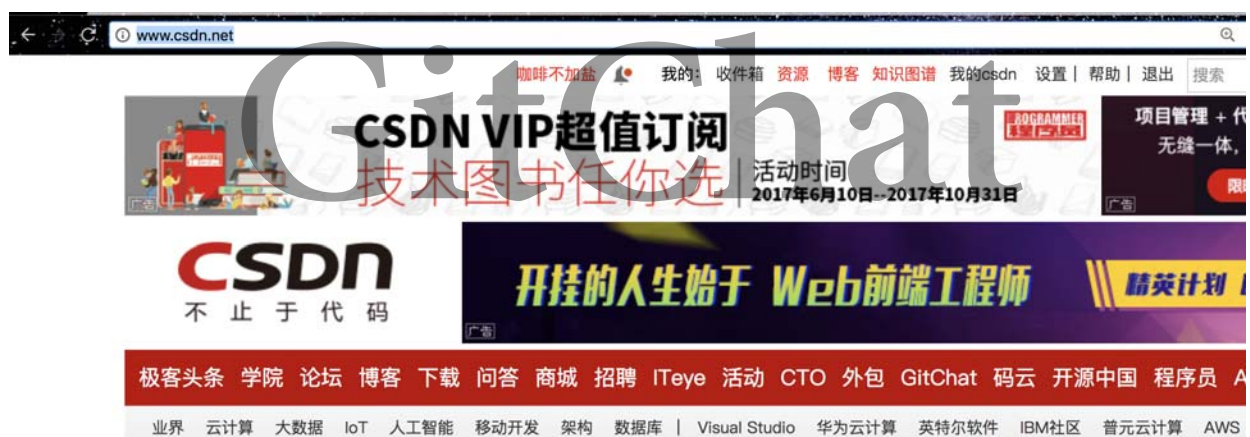 www.csdn.net
咖啡不加盐 我的: 收件箱 资源 博客 知识图谱 我的csdn 设置 | 帮助 | 退出 搜索
GitChat
CSDN VIP超值订阅
技术图书任你选
活动时间
2017年6月10日--2017年10月31日
PROGRAMMER
程序员
广告
项目管理 + 代
无缝一体,
限
广告
CSDN
不止于代码
开挂的人生始于 Web前端工程师
精英计划
广告
极客头条 学院 论坛 博客 下载 问答 商城 招聘 ITeye 活动 CTO 外包 GitChat 码云 开源中国 程序员 A
业界 云计算 大数据 IoT 人工智能 移动开发 架构 数据库 | Visual Studio 华为云计算 英特尔软件 IBM社区 普元云计算 AWS